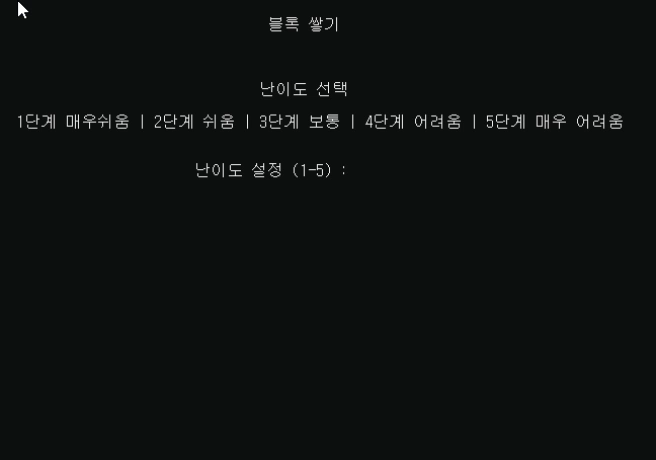 블록 쌓기
난이도 선택
1단계 매우쉬움 | 2단계 쉬움 | 3단계 보통 | 4단계 어려움 | 5단계 매우 어려움
난이도 설정 (1-5) :